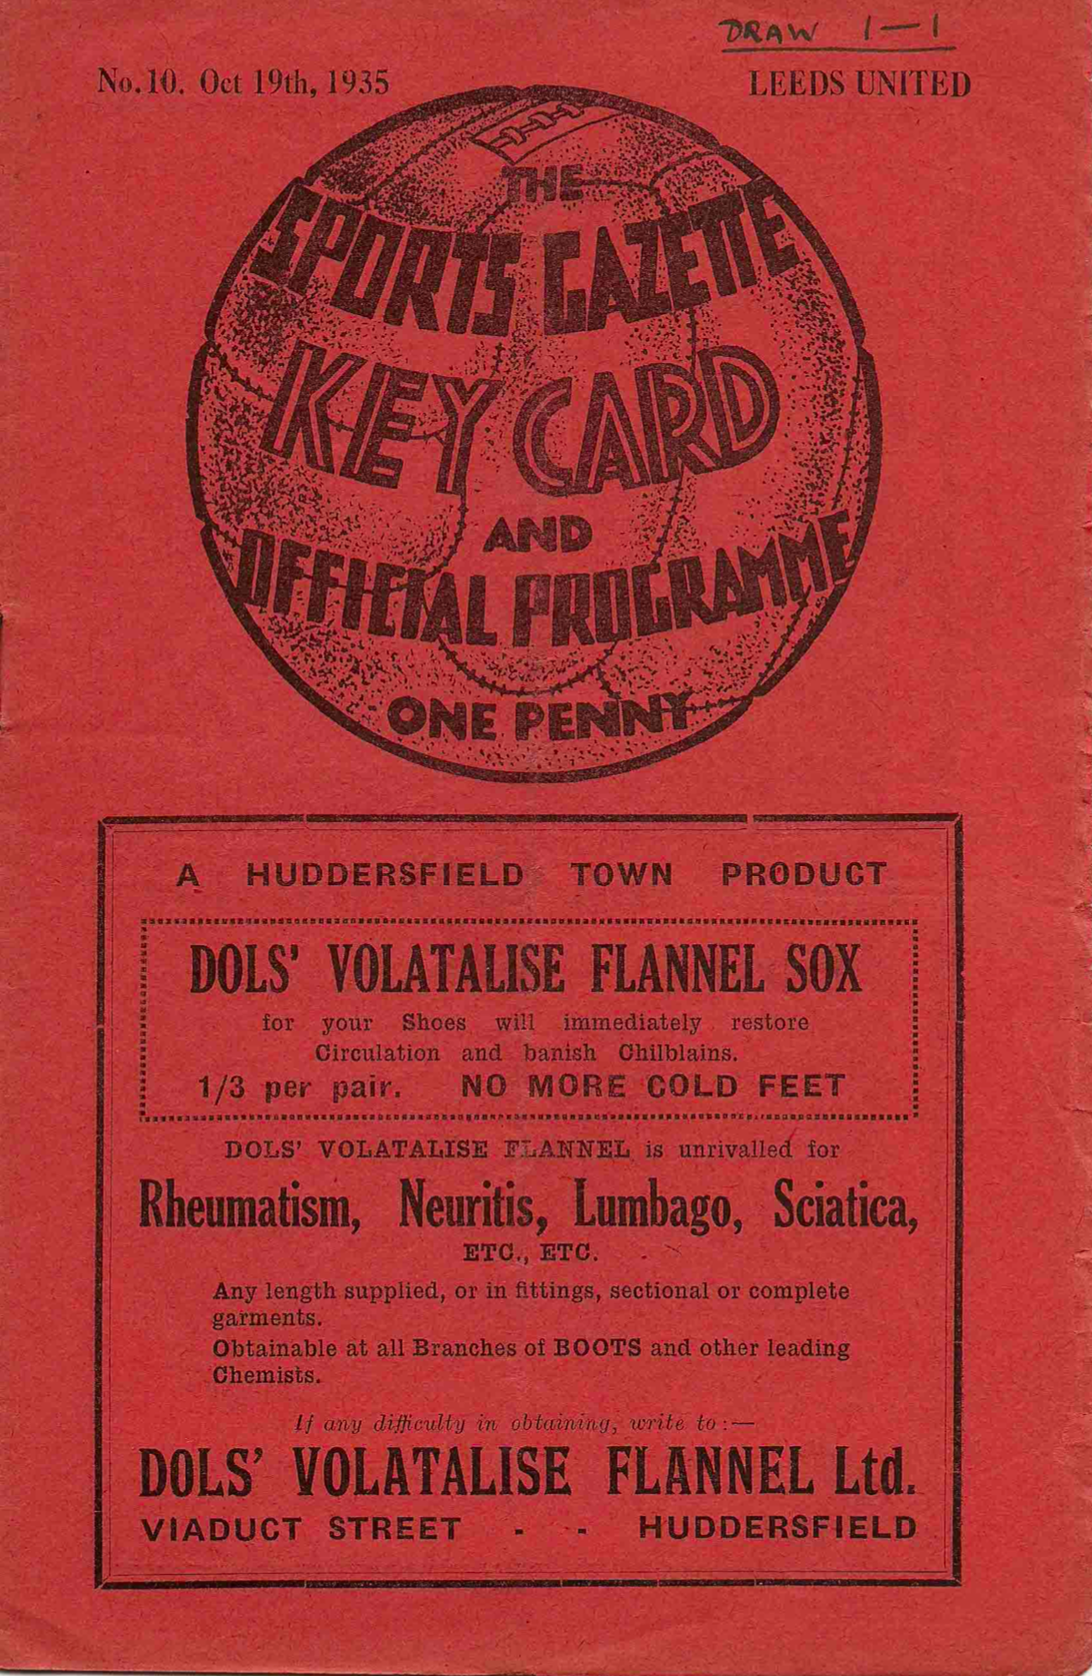 DRAW 1—1
No. 10. Oct 19th, 1935
LEEDS UNITED
THE
SPORTS GAZETTE
KEY CARD
AND
OFFICIAL PROGRAMME
ONE PENNY
A HUDDERSFIELD TOWN PRODUCT
DOLS' VOLATALISE FLANNEL SOX
for your Shoes will immediately restore
Circulation and banish Chilblains.
1/3 per pair. NO MORE COLD FEET
DOLS' VOLATALISE FLANNEL is unrivalled for
Rheumatism, Neuritis, Lumbago, Sciatica,
ETC., ETC.
Any length supplied, or in fittings, sectional or complete
garments.
Obtainable at all Branches of BOOTS and other leading
Chemists.
If any difficulty in obtaining, write to :—
DOLS' VOLATALISE FLANNEL Ltd.
VIADUCT STREET - - HUDDERSFIELD